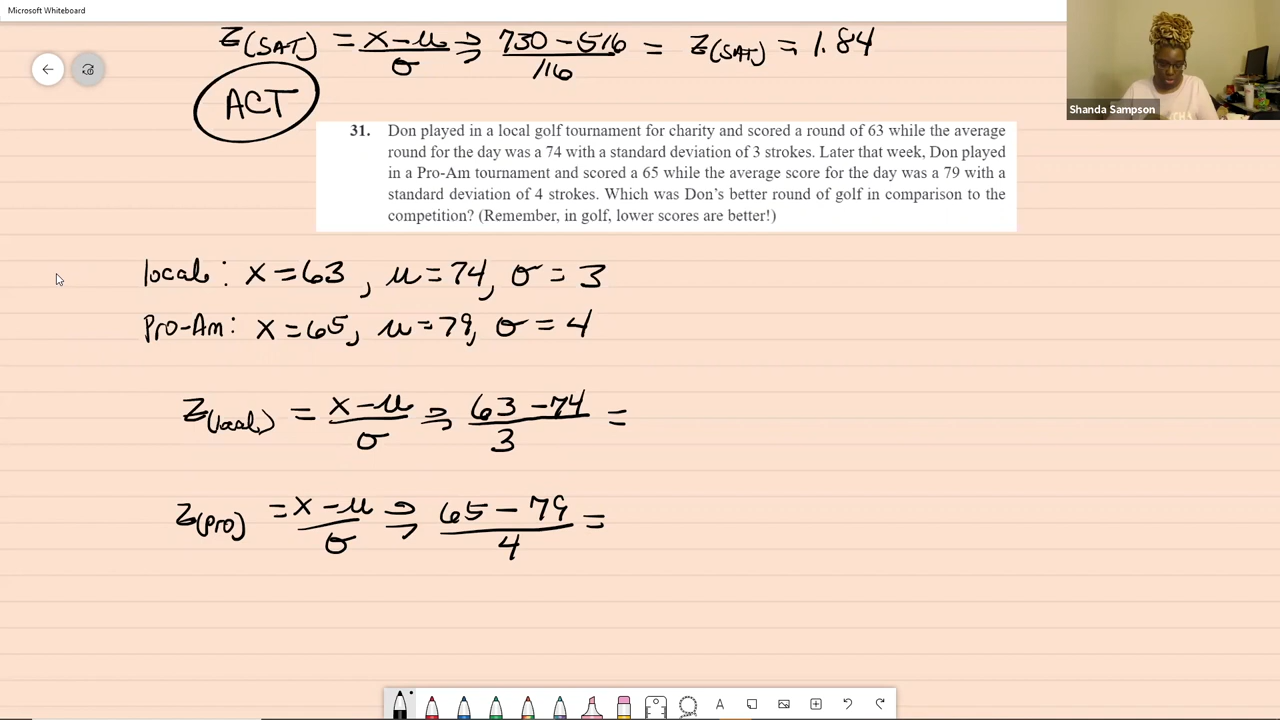 Microsoft Whiteboard
Z(SAT) = x-μ/σ ⇒ 730-516/116 = Z(SAT) = 1.84
ACT
Shanda Sampson
31. Don played in a local golf tournament for charity and scored a round of 63 while the average
round for the day was a 74 with a standard deviation of 3 strokes. Later that week, Don played
in a Pro-Am tournament and scored a 65 while the average score for the day was a 79 with a
standard deviation of 4 strokes. Which was Don's better round of golf in comparison to the
competition? (Remember, in golf, lower scores are better!)
local: x=63, μ=74, σ=3
Pro-Am: x=65, μ=79, σ=4
Z(local) = x-μ/σ ⇒ 63-74/3 =
Z(pro) = x-μ/σ ⇒ 65-79/4 =
A